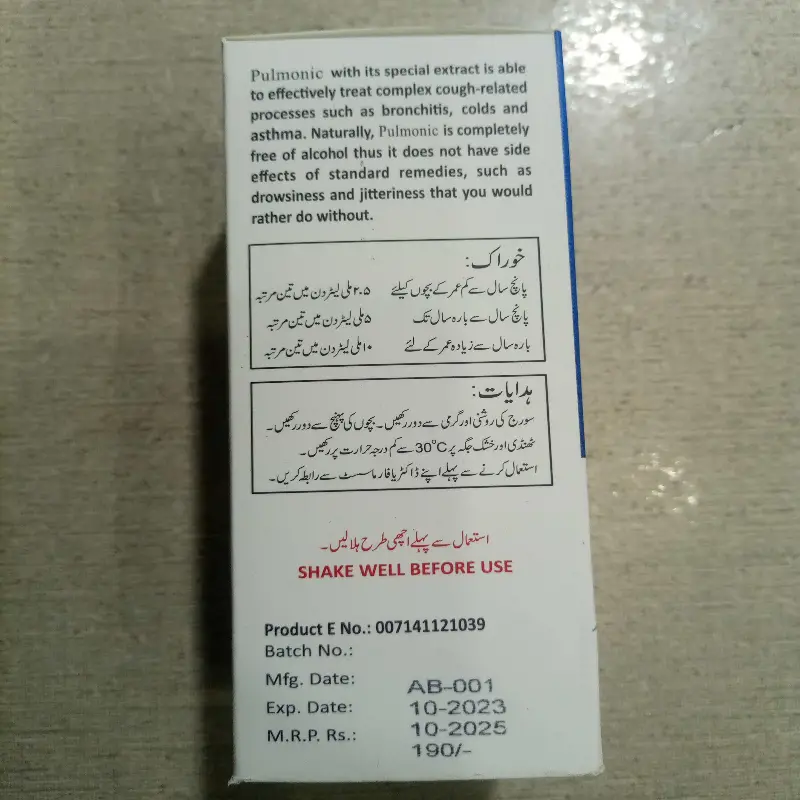 Pulmonic with its special extract is able
to effectively treat complex cough-related
processes such as bronchitis, colds and
asthma. Naturally, Pulmonic is completely
free of alcohol thus it does not have side
effects of standard remedies, such as
drowsiness and jitteriness that you would
rather do without.
خوراک:
پانچ سال سے کم عمر کے بچوں کیلئے ۲.۵ ملی لیٹر دن میں تین مرتبہ
پانچ سال سے بارہ سال تک ۵ ملی لیٹر دن میں تین مرتبہ
بارہ سال سے زیادہ عمر کے لئے ۱۰ ملی لیٹر دن میں تین مرتبہ
ہدایات:
سورج کی روشنی اور گرمی سے دور رکھیں۔ بچوں کی پہنچ سے دور رکھیں۔
ٹھنڈی اور خشک جگہ پر 30°C سے کم درجہ حرارت پر رکھیں۔
استعمال کرنے سے پہلے اپنے ڈاکٹر یا فارماسسٹ سے رابطہ کریں۔
استعمال سے پہلے اچھی طرح ہلا لیں۔
SHAKE WELL BEFORE USE
Product E No.: 007141121039
Batch No.: AB-001
Mfg. Date: 10-2023
Exp. Date: 10-2025
M.R.P. Rs.: 190/-